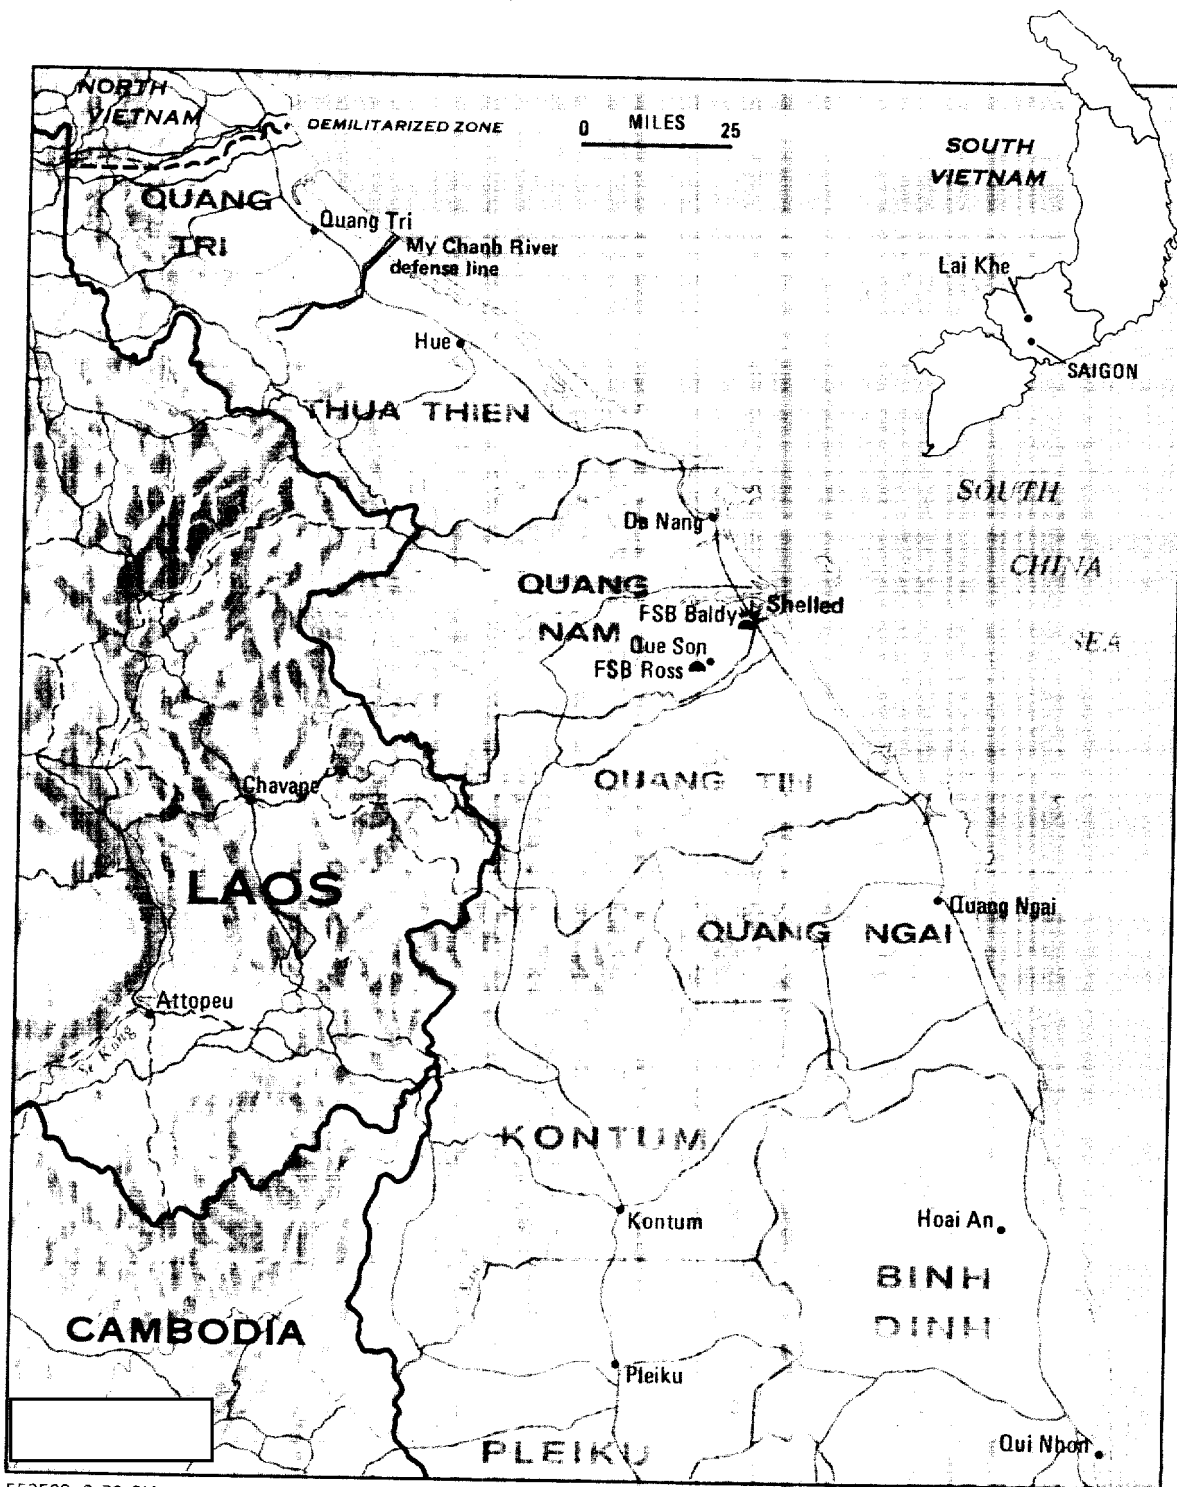 NORTH
VIETNAM
DEMILITARIZED ZONE
0 MILES 25
SOUTH
VIETNAM
QUANG
TRI
Quang Tri
My Chanh River
defense line
Lai Khe
Hue
SAIGON
THUA THIEN
SOUTH
CHINA
SEA
Da Nang
QUANG
NAM
FSB Baldy
Shelled
Que Son
FSB Ross
Chavane
QUANG TIN
LAOS
Quang Ngai
QUANG NGAI
Attopeu
Se Kong
KONTUM
Kontum
Hoai An
BINH
DINH
CAMBODIA
Pleiku
PLEIKU
Qui Nhon